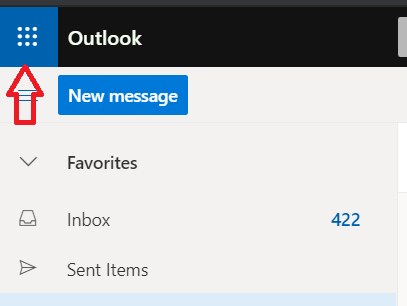 Outlook
New message
Favorites
Inbox 422
Sent Items